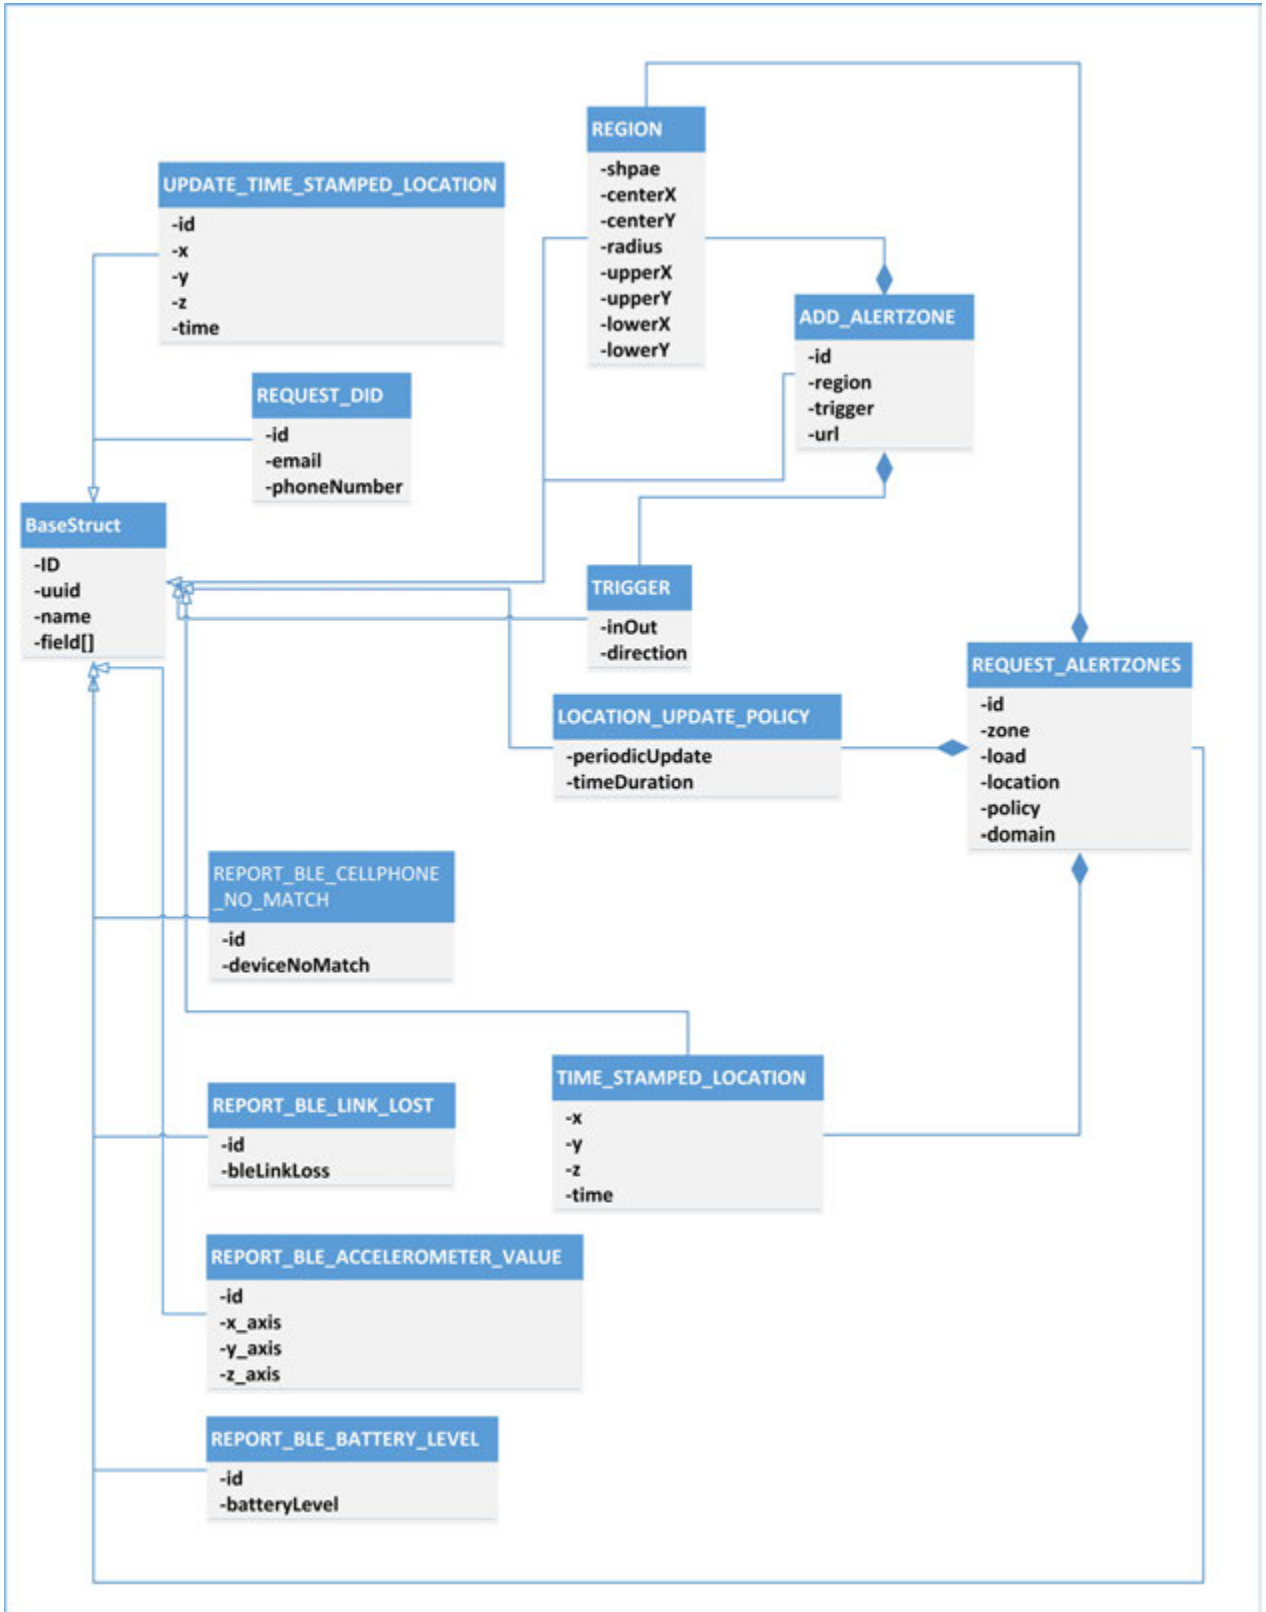 REGION
-shpae
-centerX
-centerY
-radius
-upperX
-upperY
-lowerX
-lowerY
UPDATE_TIME_STAMPED_LOCATION
-id
-x
-y
-z
-time
ADD_ALERTZONE
-id
-region
-trigger
-url
REQUEST_DID
-id
-email
-phoneNumber
BaseStruct
-ID
-uuid
-name
-field[]
TRIGGER
-inOut
-direction
REQUEST_ALERTZONES
-id
-zone
-load
-location
-policy
-domain
LOCATION_UPDATE_POLICY
-periodicUpdate
-timeDuration
REPORT_BLE_CELLPHONE
_NO_MATCH
-id
-deviceNoMatch
TIME_STAMPED_LOCATION
-x
-y
-z
-time
REPORT_BLE_LINK_LOST
-id
-bleLinkLoss
REPORT_BLE_ACCELEROMETER_VALUE
-id
-x_axis
-y_axis
-z_axis
REPORT_BLE_BATTERY_LEVEL
-id
-batteryLevel